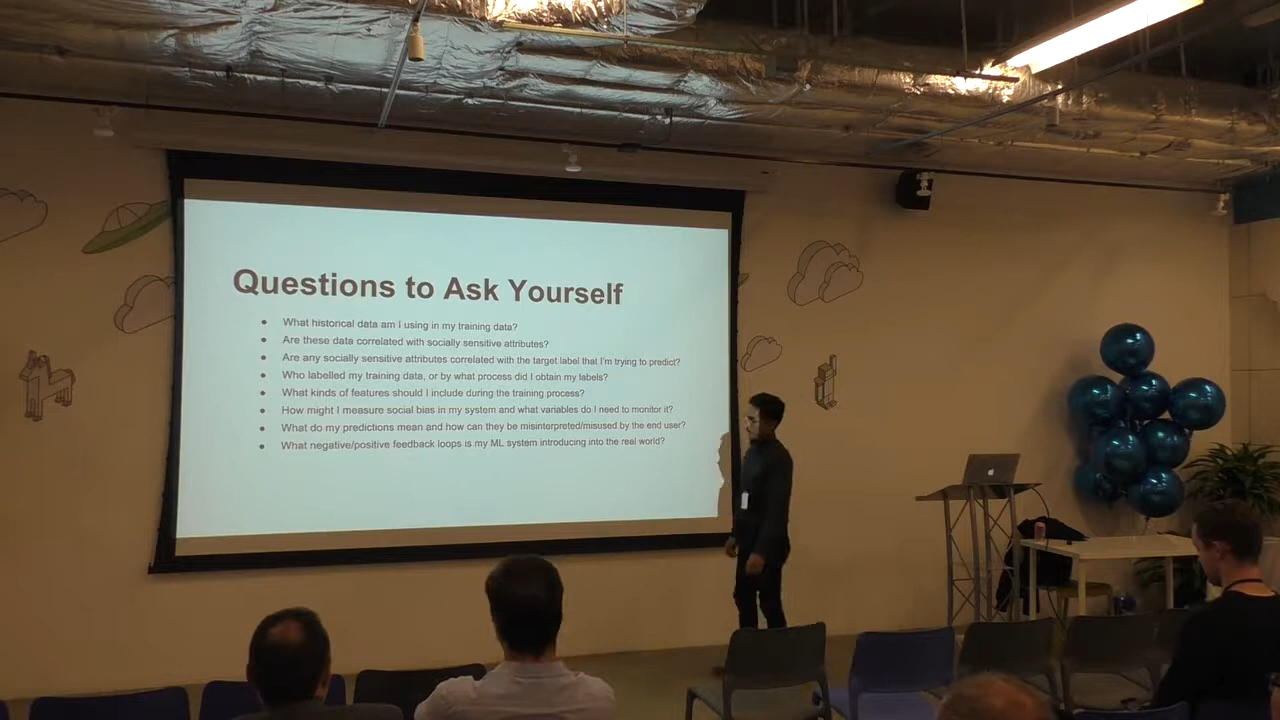 Questions to Ask Yourself
● What historical data am I using in my training data?
● Are these data correlated with socially sensitive attributes?
● Are any socially sensitive attributes correlated with the target label that I'm trying to predict?
● Who labelled my training data, or by what process did I obtain my labels?
● What kinds of features should I include during the training process?
● How might I measure social bias in my system and what variables do I need to monitor it?
● What do my predictions mean and how can they be misinterpreted/misused by the end user?
● What negative/positive feedback loops is my ML system introducing into the real world?